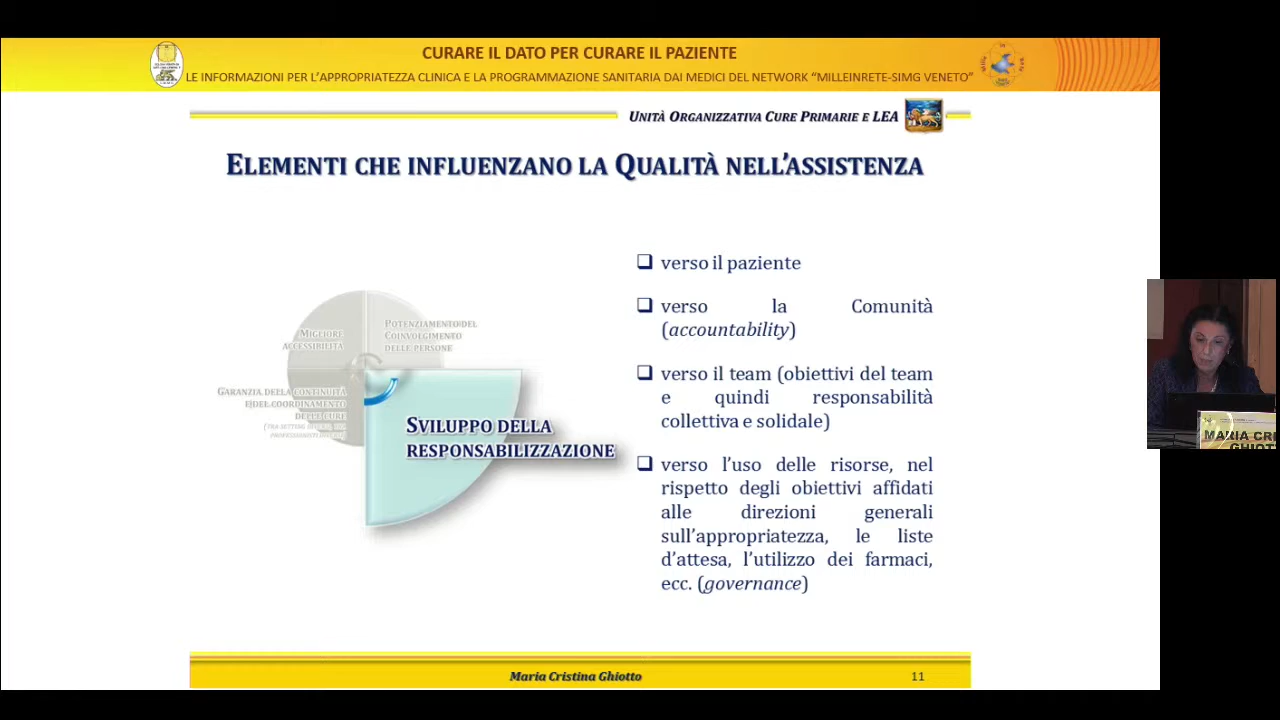 CURARE IL DATO PER CURARE IL PAZIENTE
LE INFORMAZIONI PER L'APPROPRIATEZZA CLINICA E LA PROGRAMMAZIONE SANITARIA DAI MEDICI DEL NETWORK "MILLEINRETE-SIMG VENETO"
UNITÀ ORGANIZZATIVA CURE PRIMARIE E LEA
ELEMENTI CHE INFLUENZANO LA QUALITÀ NELL'ASSISTENZA
MIGLIORE
ACCESSIBILITÀ
POTENZIAMENTO DEL
COINVOLGIMENTO
DELLE PERSONE
GARANZIA DELLA CONTINUITÀ
E DEL COORDINAMENTO
DELLE CURE
SVILUPPO DELLA
RESPONSABILIZZAZIONE
❑ verso il paziente
❑ verso la Comunità
(accountability)
❑ verso il team (obiettivi del team
e quindi responsabilità
collettiva e solidale)
❑ verso l'uso delle risorse, nel
rispetto degli obiettivi affidati
alle direzioni generali
sull'appropriatezza, le liste
d'attesa, l'utilizzo dei farmaci,
ecc. (governance)
Maria Cristina Ghiotto
11
MARIA CRI
GHIOT